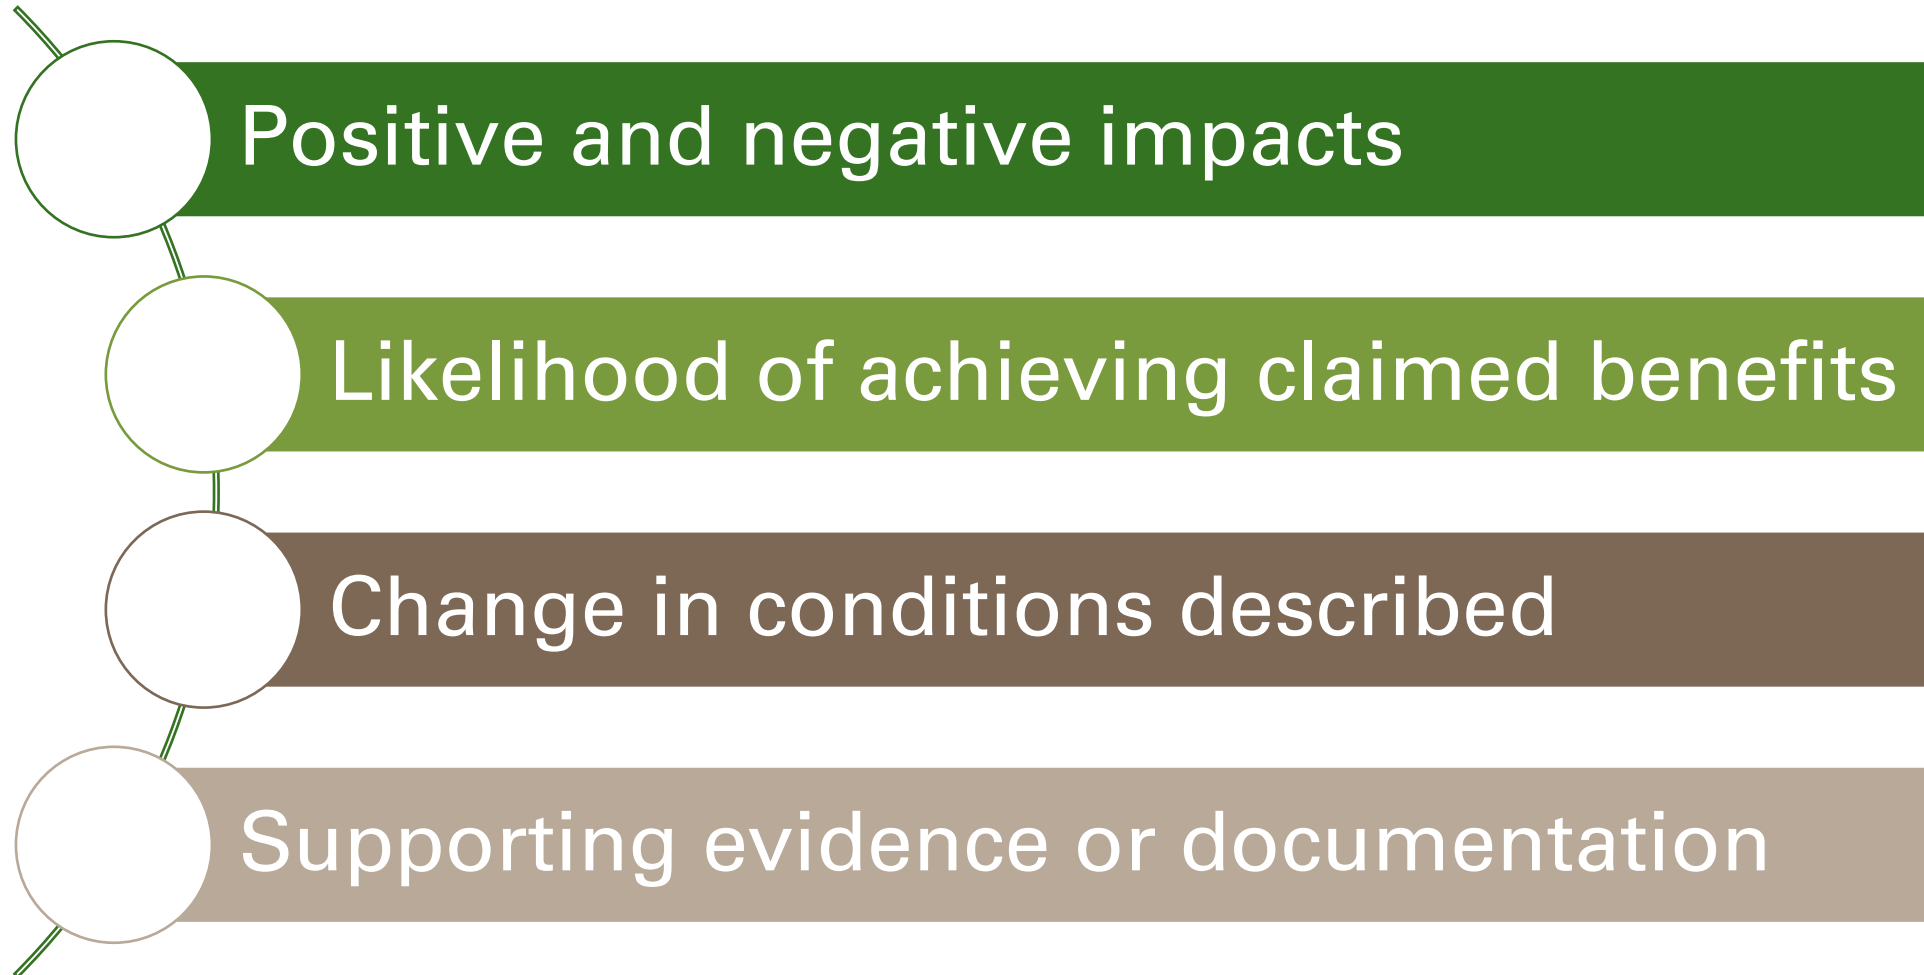 Positive and negative impacts
Likelihood of achieving claimed benefits
Change in conditions described
Supporting evidence or documentation